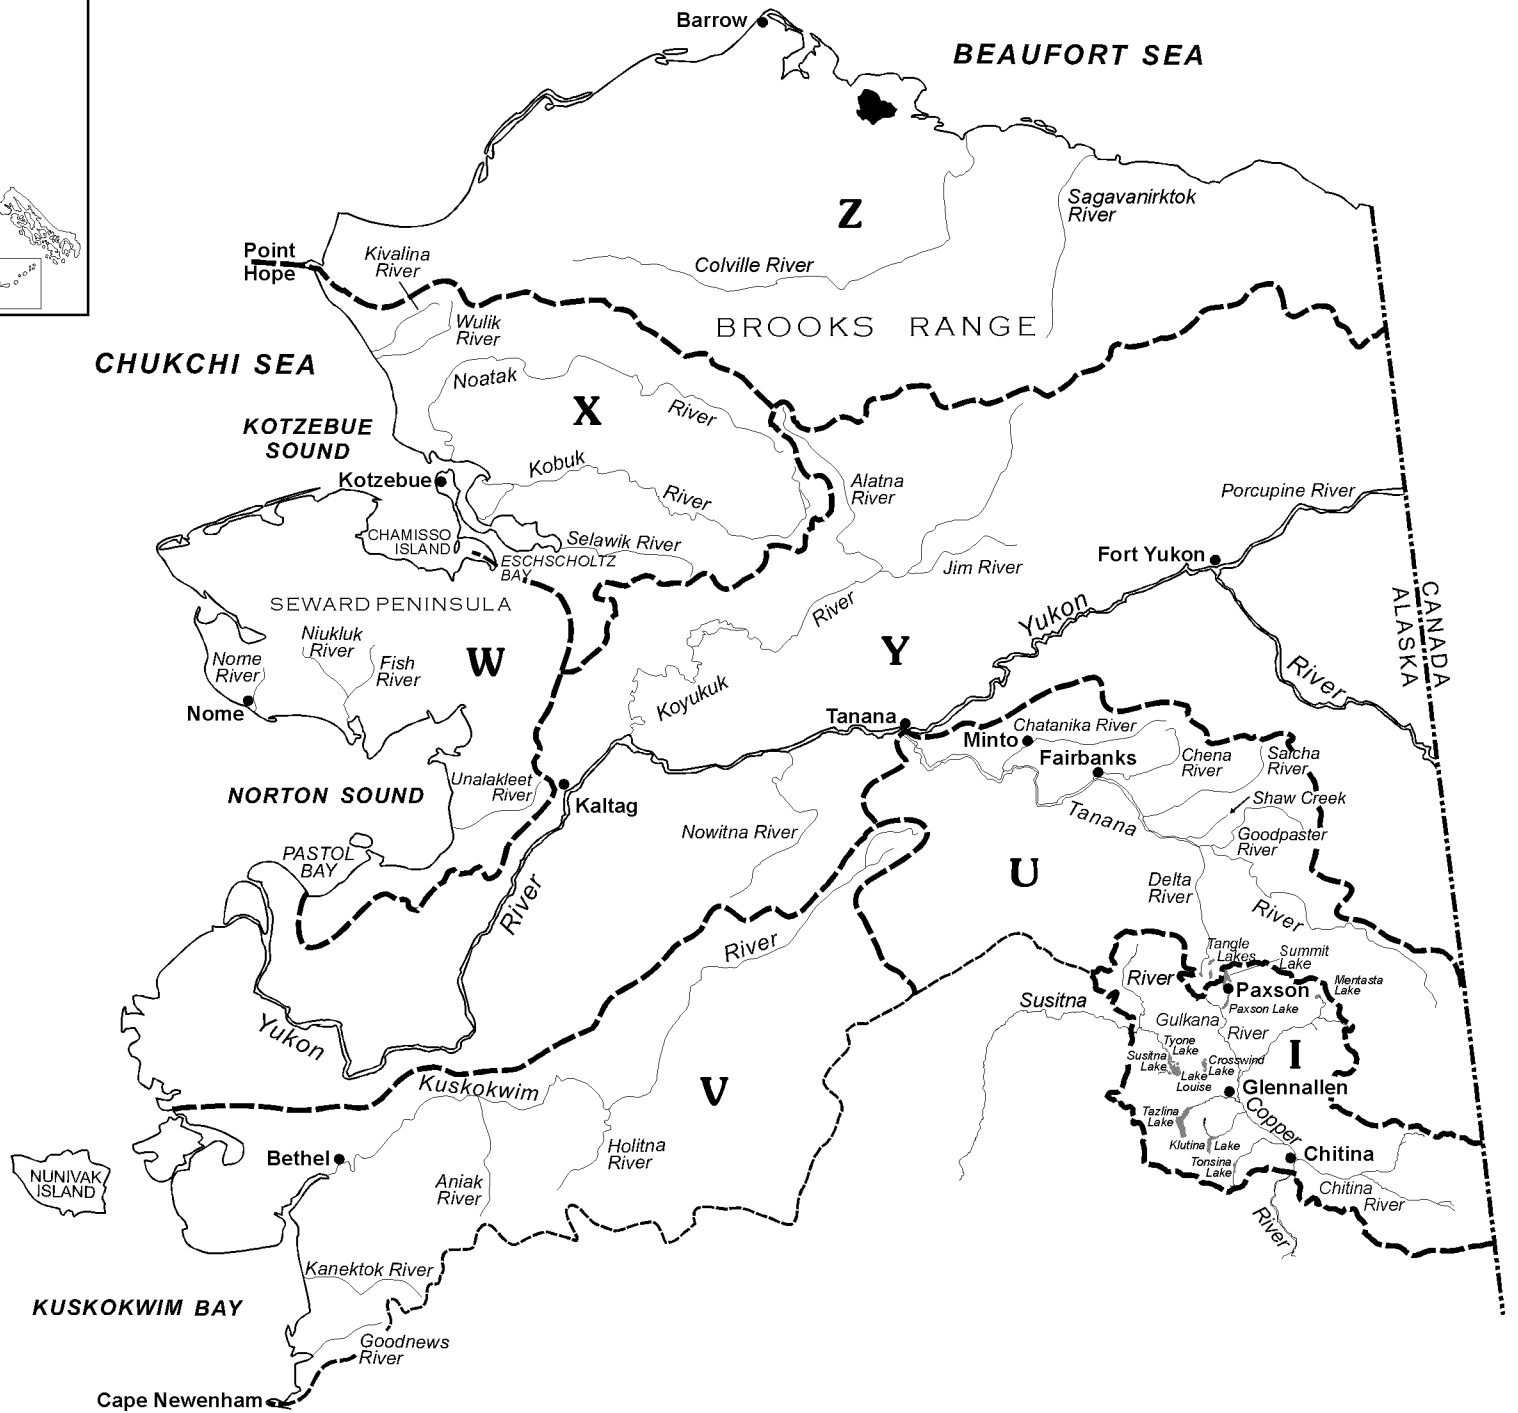 Barrow
BEAUFORT SEA
Z
Sagavanirktok
River
Point
Hope
Kivalina
River
Colville River
BROOKS RANGE
Wulik
River
CHUKCHI SEA
Noatak
River
X
KOTZEBUE
SOUND
Kotzebue
Kobuk
River
Alatna
River
Porcupine River
CHAMISSO
ISLAND
Selawik River
ESCHSCHOLTZ
BAY
Jim River
Fort Yukon
CANADA
ALASKA
SEWARD PENINSULA
River
Yukon
Niukluk
River
Nome
River
Fish
River
W
Y
River
Koyukuk
Nome
Tanana
Minto
Chatanika River
Fairbanks
Chena
River
Salcha
River
Unalakleet
River
NORTON SOUND
Kaltag
Shaw Creek
Tanana
Nowitna River
Goodpaster
River
PASTOL
BAY
U
River
Delta
River
River
River
Tangle
Lakes
Summit
Lake
River
Paxson
Mentasta
Lake
Susitna
Paxson Lake
Yukon
Gulkana
River
Tyone
Lake
Susitna
Lake
Crosswind
Lake
I
Lake
Louise
Kuskokwim
V
Glennallen
Tazlina
Lake
Copper
Klutina Lake
Holitna
River
Bethel
Tonsina
Lake
Chitina
NUNIVAK
ISLAND
Aniak
River
Chitina
River
River
Kanektok River
KUSKOKWIM BAY
Goodnews
River
Cape Newenham